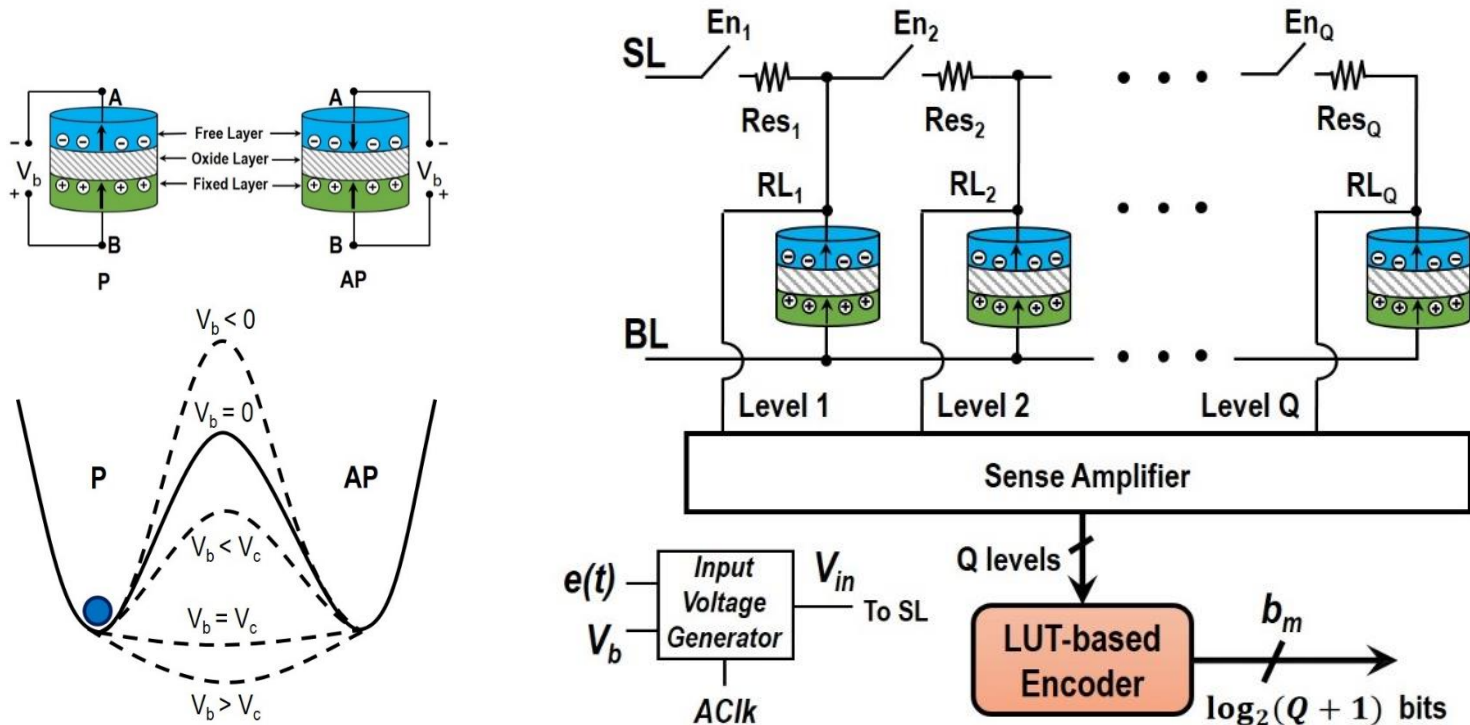 A
A
-
-
Free Layer
Oxide Layer
Fixed Layer
V_b
V_b
+
+
B
B
P
AP
V_b < 0
V_b = 0
P
AP
V_b < V_c
V_b = V_c
V_b > V_c
SL
En_1
En_2
En_Q
Res_1
Res_2
Res_Q
RL_1
RL_2
RL_Q
BL
Level 1
Level 2
Level Q
Sense Amplifier
Q levels
e(t)
V_b
Input
Voltage
Generator
V_in
To SL
AClk
LUT-based
Encoder
b_m
log_2(Q + 1) bits